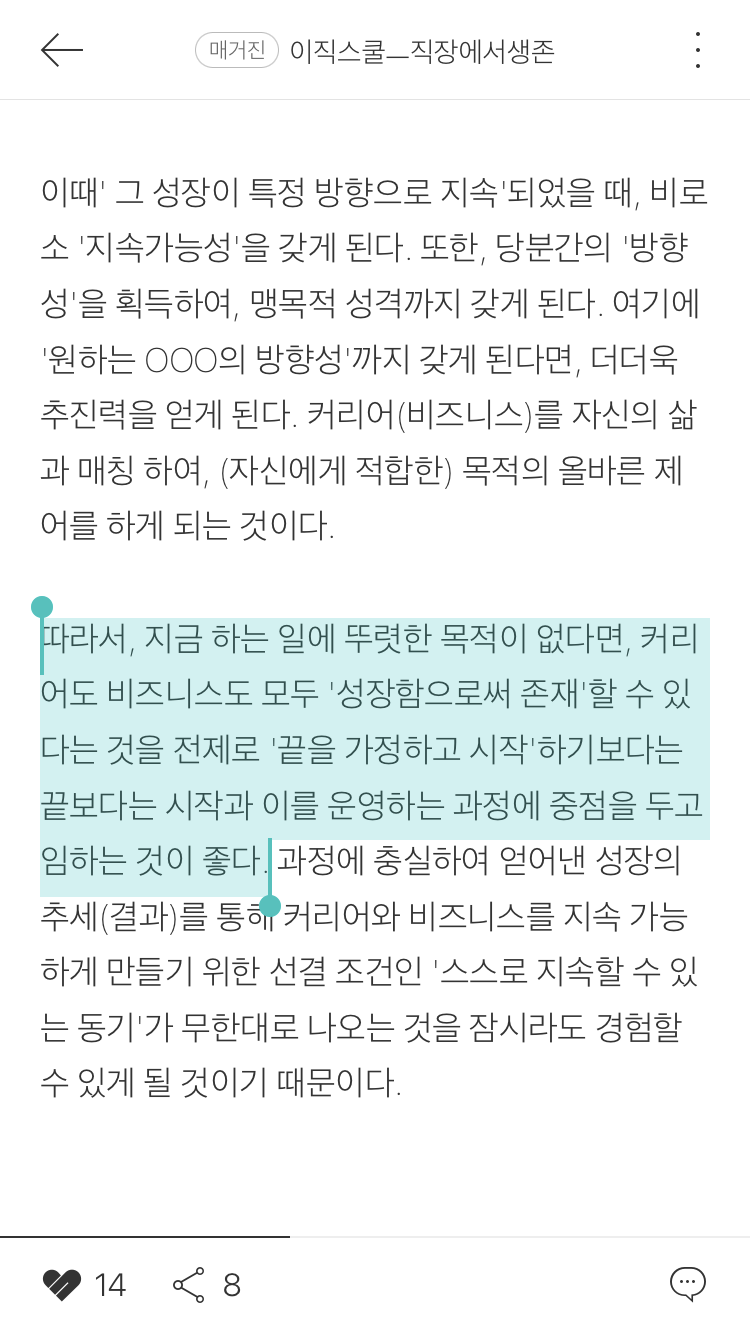 매거진 이직스쿨ㅡ직장에서생존
이때' 그 성장이 특정 방향으로 지속'되었을 때, 비로
소 '지속가능성'을 갖게 된다. 또한, 당분간의 '방향
성'을 획득하여, 맹목적 성격까지 갖게 된다. 여기에
'원하는 OOO의 방향성'까지 갖게 된다면, 더더욱
추진력을 얻게 된다. 커리어(비즈니스)를 자신의 삶
과 매칭 하여, (자신에게 적합한) 목적의 올바른 제
어를 하게 되는 것이다.
따라서, 지금 하는 일에 뚜렷한 목적이 없다면, 커리
어도 비즈니스도 모두 '성장함으로써 존재'할 수 있
다는 것을 전제로 '끝을 가정하고 시작'하기보다는
끝보다는 시작과 이를 운영하는 과정에 중점을 두고
임하는 것이 좋다. 과정에 충실하여 얻어낸 성장의
추세(결과)를 통해 커리어와 비즈니스를 지속 가능
하게 만들기 위한 선결 조건인 '스스로 지속할 수 있
는 동기'가 무한대로 나오는 것을 잠시라도 경험할
수 있게 될 것이기 때문이다.
14 8